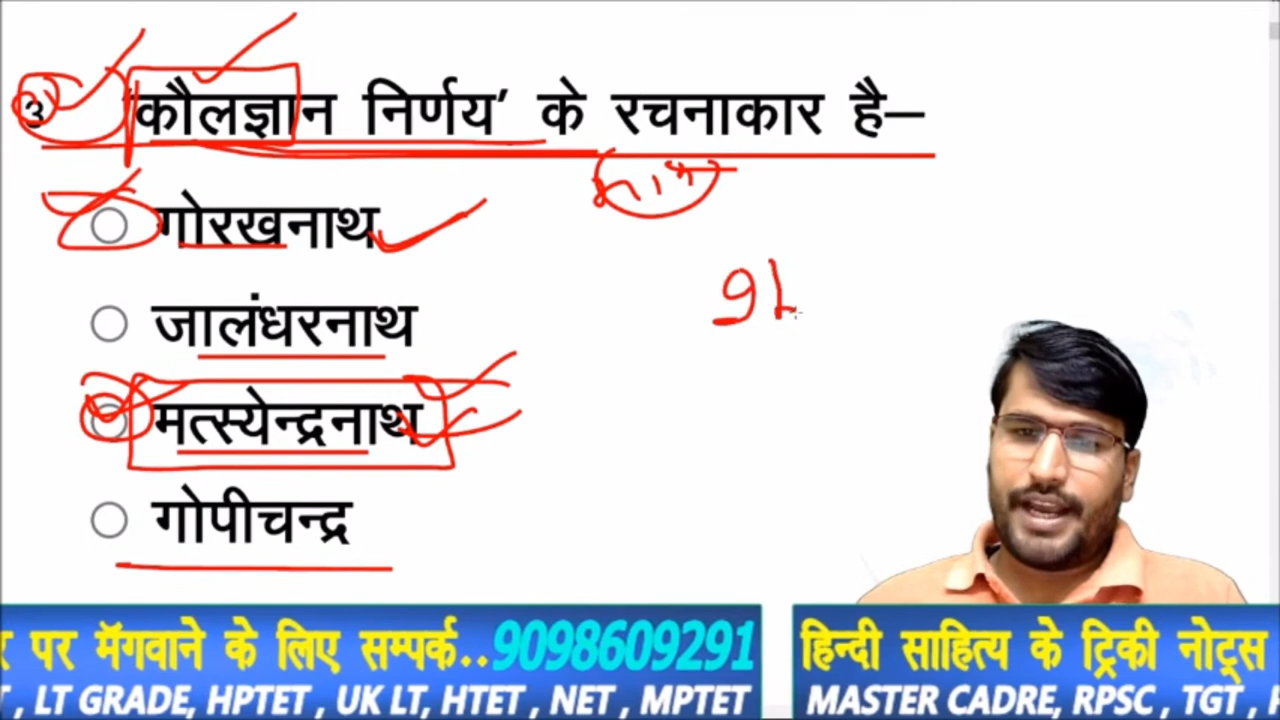 3 'कौलज्ञान निर्णय' के रचनाकार है–
गोरखनाथ
जालंधरनाथ
मत्स्येन्द्रनाथ
गोपीचन्द्र
र पर मॅगवाने के लिए सम्पर्क..9098609291
हिन्दी साहित्य के ट्रिकी नोट्स
, LT GRADE, HPTET , UK LT, HTET , NET , MPTET
MASTER CADRE, RPSC , TGT ,